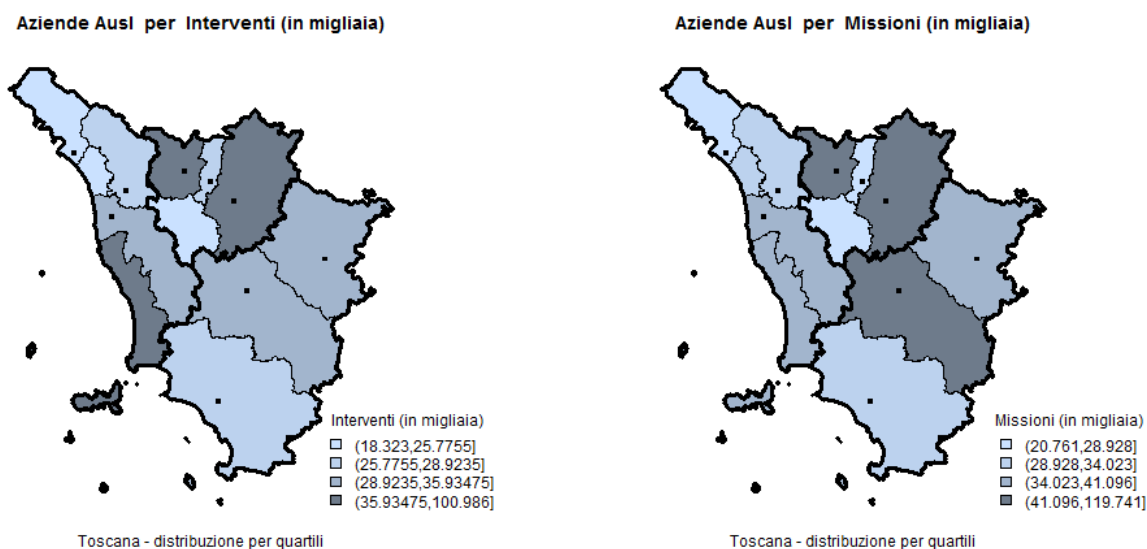 Aziende Ausl per Interventi (in migliaia)
Interventi (in migliaia)
(18.323,25.7755]
(25.7755,28.9235]
(28.9235,35.93475]
(35.93475,100.986]
Toscana - distribuzione per quartili
Aziende Ausl per Missioni (in migliaia)
Missioni (in migliaia)
(20.761,28.928]
(28.928,34.023]
(34.023,41.096]
(41.096,119.741]
Toscana - distribuzione per quartili